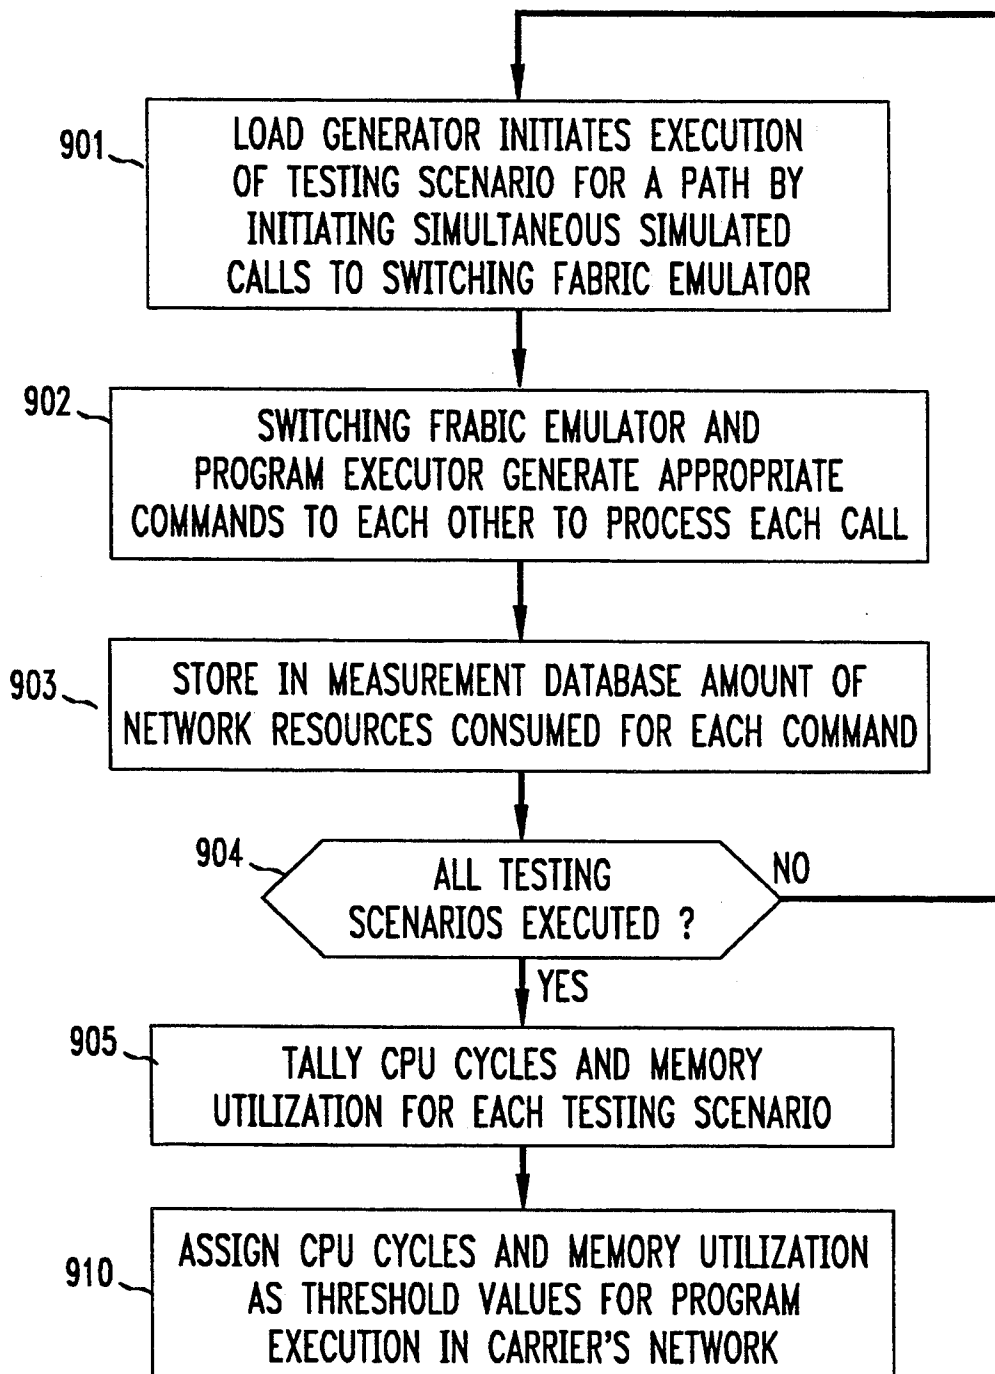 901
LOAD GENERATOR INITIATES EXECUTION
OF TESTING SCENARIO FOR A PATH BY
INITIATING SIMULTANEOUS SIMULATED
CALLS TO SWITCHING FABRIC EMULATOR
902
SWITCHING FRABIC EMULATOR AND
PROGRAM EXECUTOR GENERATE APPROPRIATE
COMMANDS TO EACH OTHER TO PROCESS EACH CALL
903
STORE IN MEASUREMENT DATABASE AMOUNT OF
NETWORK RESOURCES CONSUMED FOR EACH COMMAND
904
ALL TESTING
SCENARIOS EXECUTED ?
NO
YES
905
TALLY CPU CYCLES AND MEMORY
UTILIZATION FOR EACH TESTING SCENARIO
910
ASSIGN CPU CYCLES AND MEMORY UTILIZATION
AS THRESHOLD VALUES FOR PROGRAM
EXECUTION IN CARRIER'S NETWORK